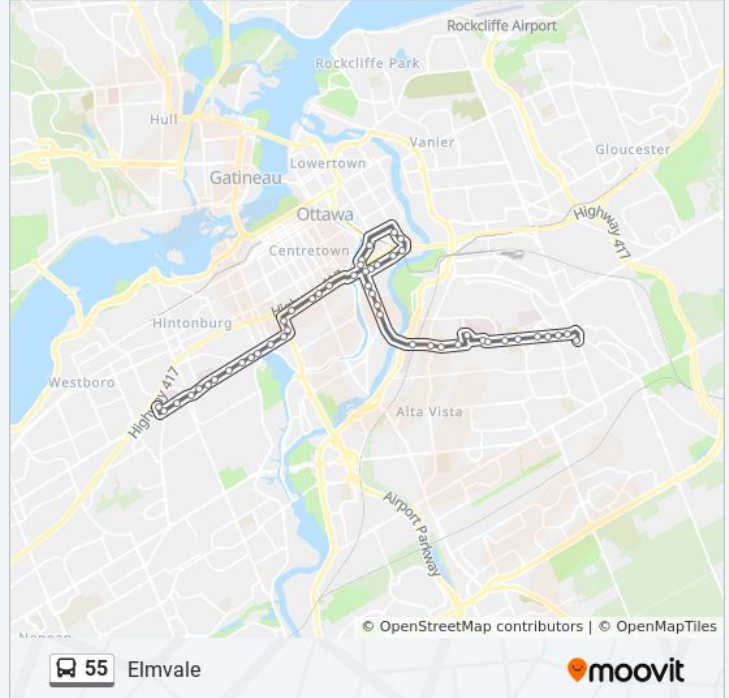 Rockcliffe Airport
Rockcliffe Park
Hull
Vanier
Gloucester
Lowertown
Gatineau
Ottawa
Highway 417
Centretown
Hintonburg
Westboro
Highway 417
Alta Vista
Airport Parkway
Nepean
© OpenStreetMap contributors | © OpenMapTiles
55 Elmvale
moovit